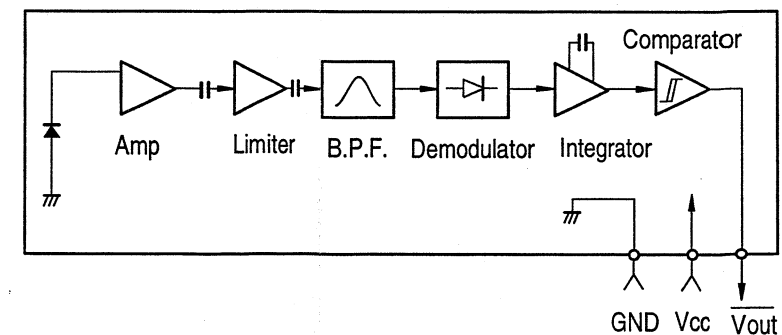 Comparator
Amp
Limiter
B.P.F.
Demodulator
Integrator
GND
Vcc
Vout